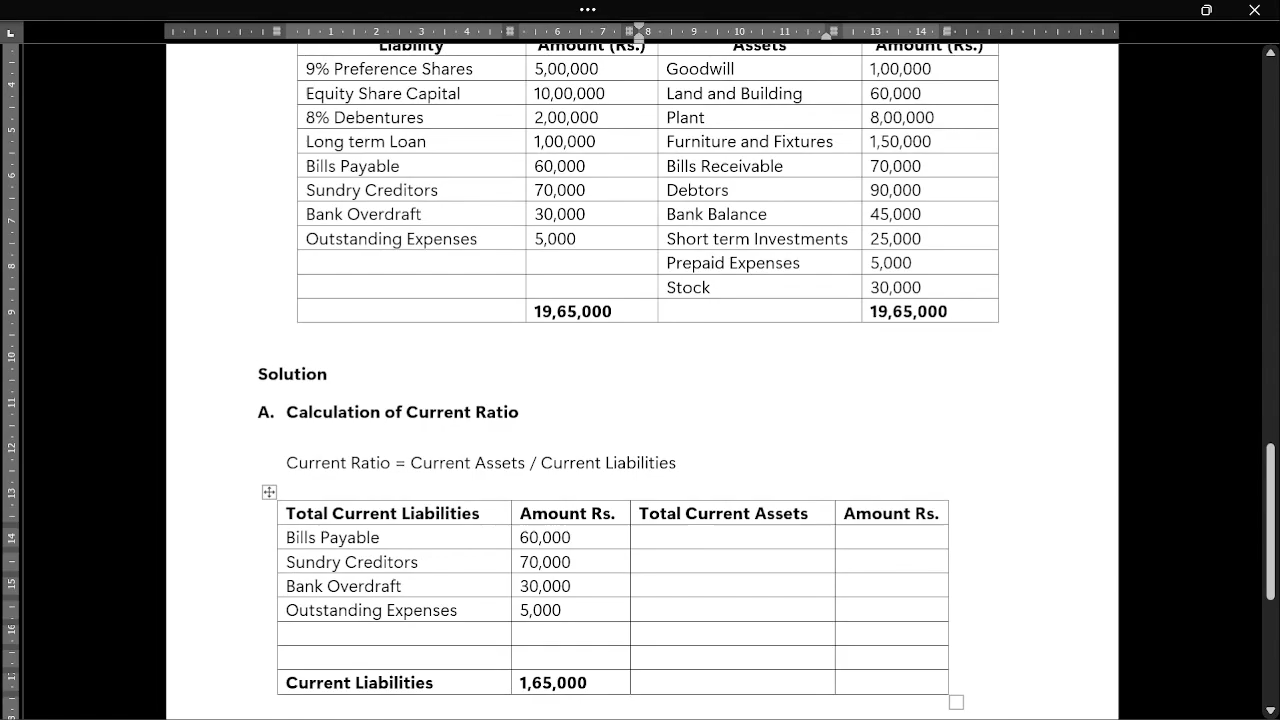 Liability Amount (Rs.) Assets Amount (Rs.)
9% Preference Shares 5,00,000 Goodwill 1,00,000
Equity Share Capital 10,00,000 Land and Building 60,000
8% Debentures 2,00,000 Plant 8,00,000
Long term Loan 1,00,000 Furniture and Fixtures 1,50,000
Bills Payable 60,000 Bills Receivable 70,000
Sundry Creditors 70,000 Debtors 90,000
Bank Overdraft 30,000 Bank Balance 45,000
Outstanding Expenses 5,000 Short term Investments 25,000
Prepaid Expenses 5,000
Stock 30,000
19,65,000 19,65,000
Solution
A. Calculation of Current Ratio
Current Ratio = Current Assets / Current Liabilities
Total Current Liabilities Amount Rs. Total Current Assets Amount Rs.
Bills Payable 60,000
Sundry Creditors 70,000
Bank Overdraft 30,000
Outstanding Expenses 5,000
Current Liabilities 1,65,000